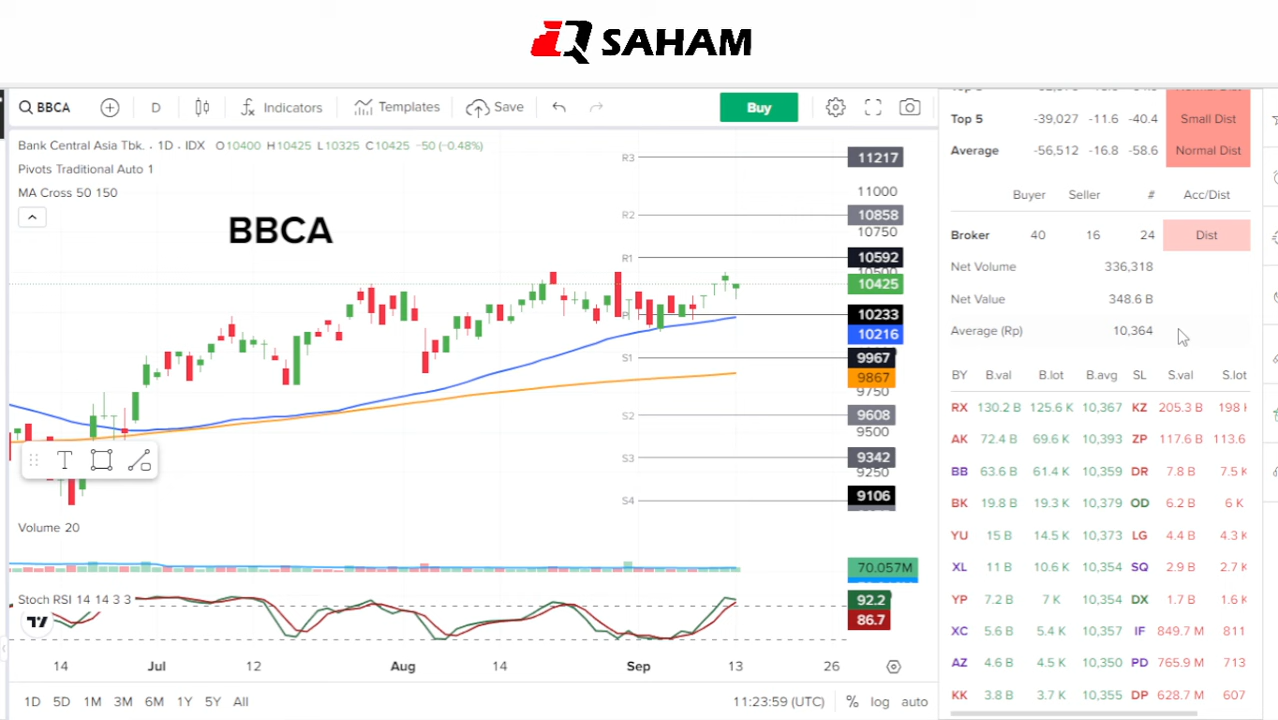 SAHAM
BBCA D Indicators Templates Save Buy
Bank Central Asia Tbk. · 1D · IDX O10400 H10425 L10325 C10425 -50 (-0.48%)
Pivots Traditional Auto 1
MA Cross 50 150
BBCA
R3 11217
11000
R2 10858
10750
R1 10592
10425
P 10233
10216
S1 9967
9867
9750
S2 9608
9500
S3 9342
9250
S4 9106
Volume 20
70.057M
Stoch RSI 14 14 3 3
92.2
86.7
14 Jul 12 Aug 14 Sep 13 26
1D 5D 1M 3M 6M 1Y 5Y All 11:23:59 (UTC) % log auto
Top 5 -39,027 -11.6 -40.4 Small Dist
Average -56,512 -16.8 -58.6 Normal Dist
Buyer Seller # Acc/Dist
Broker 40 16 24 Dist
Net Volume 336,318
Net Value 348.6 B
Average (Rp) 10,364
BY B.val B.lot B.avg SL S.val S.lot
RX 130.2 B 125.6 K 10,367 KZ 205.3 B 198 K
AK 72.4 B 69.6 K 10,393 ZP 117.6 B 113.6
BB 63.6 B 61.4 K 10,359 DR 7.8 B 7.5 K
BK 19.8 B 19.3 K 10,379 OD 6.2 B 6 K
YU 15 B 14.5 K 10,373 LG 4.4 B 4.3 K
XL 11 B 10.6 K 10,354 SQ 2.9 B 2.7 K
YP 7.2 B 7 K 10,354 DX 1.7 B 1.6 K
XC 5.6 B 5.4 K 10,357 IF 849.7 M 811
AZ 4.6 B 4.5 K 10,350 PD 765.9 M 713
KK 3.8 B 3.7 K 10,355 DP 628.7 M 607